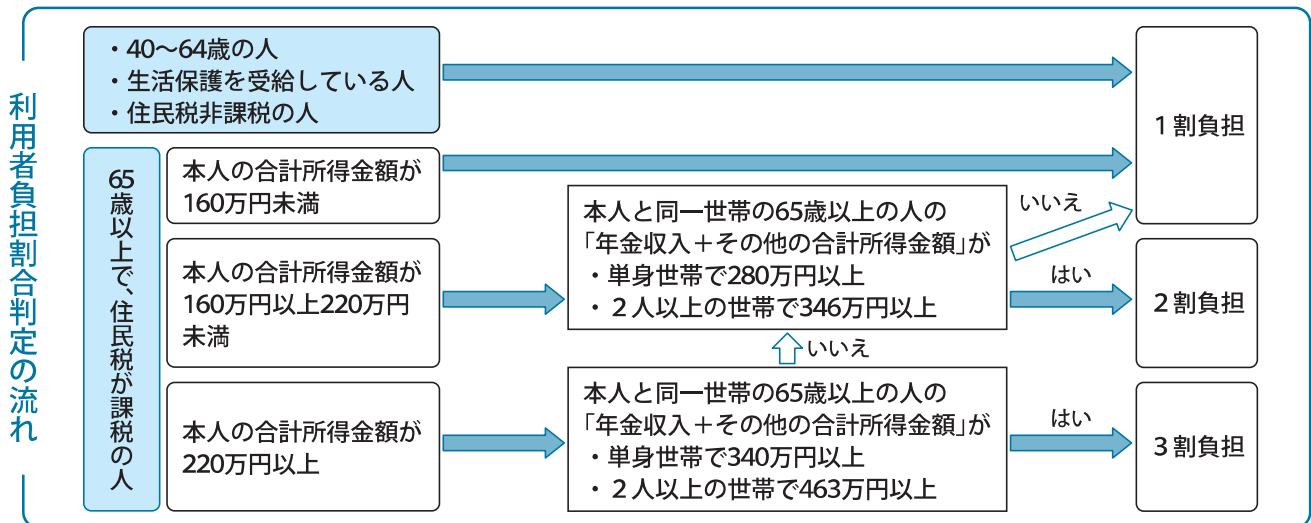 利用者負担割合判定の流れ
・40〜64歳の人
・生活保護を受給している人
・住民税非課税の人
65歳以上で、住民税が課税の人
本人の合計所得金額が
160万円未満
本人の合計所得金額が
160万円以上220万円
未満
本人の合計所得金額が
220万円以上
本人と同一世帯の65歳以上の人の
「年金収入＋その他の合計所得金額」が
・単身世帯で280万円以上
・２人以上の世帯で346万円以上
いいえ
はい
いいえ
本人と同一世帯の65歳以上の人の
「年金収入＋その他の合計所得金額」が
・単身世帯で340万円以上
・２人以上の世帯で463万円以上
はい
１割負担
２割負担
３割負担